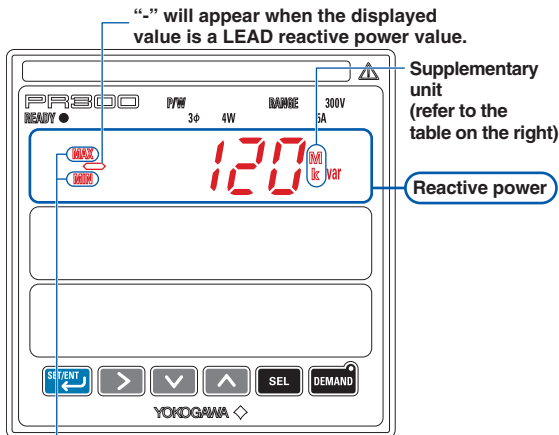 “-” will appear when the displayed
value is a LEAD reactive power value.
Supplementary
unit
(refer to the
table on the right)
PR300 P/W RANGE 300V
READY 3φ 4W 5A
MAX
MIN
120 M
k var
Reactive power
SET/ENT SEL DEMAND
YOKOGAWA